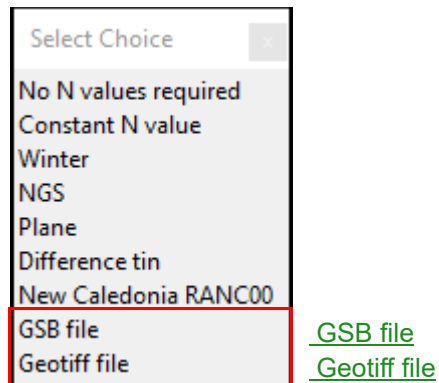 Select Choice x
No N values required
Constant N value
Winter
NGS
Plane
Difference tin
New Caledonia RANC00
GSB file GSB file
Geotiff file Geotiff file